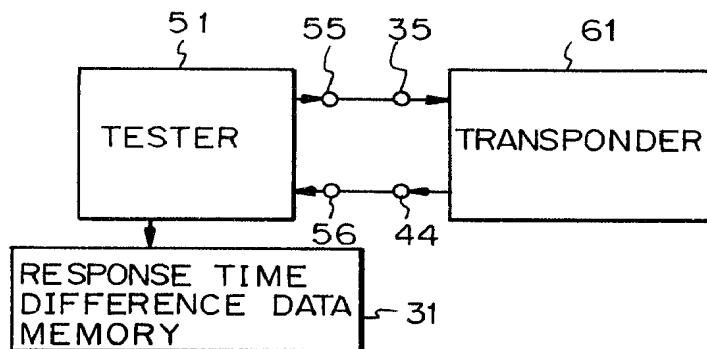 51
55
35
61
TESTER
TRANSPONDER
56
44
RESPONSE TIME
DIFFERENCE DATA
MEMORY
31